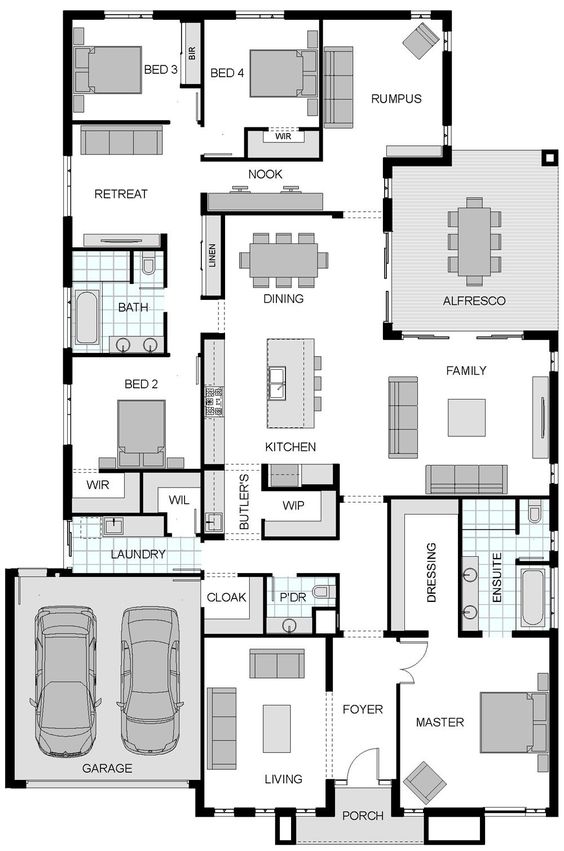 BED 3
BIR
BED 4
RUMPUS
WIR
NOOK
RETREAT
LINEN
DINING
ALFRESCO
BATH
FAMILY
BED 2
KITCHEN
WIR
WIL
BUTLER'S
WIP
LAUNDRY
DRESSING
ENSUITE
CLOAK
P'DR
FOYER
MASTER
GARAGE
LIVING
PORCH